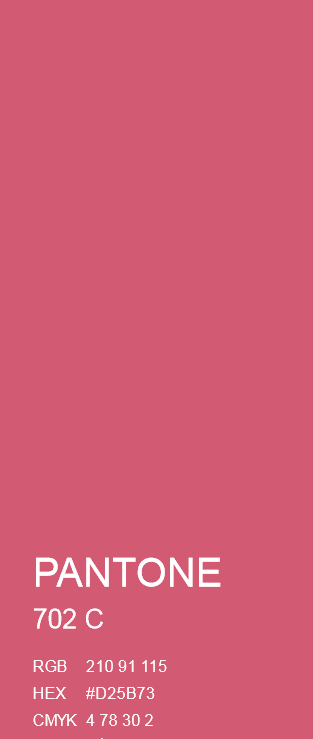 PANTONE
702 C
RGB 210 91 115
HEX #D25B73
CMYK 4 78 30 2